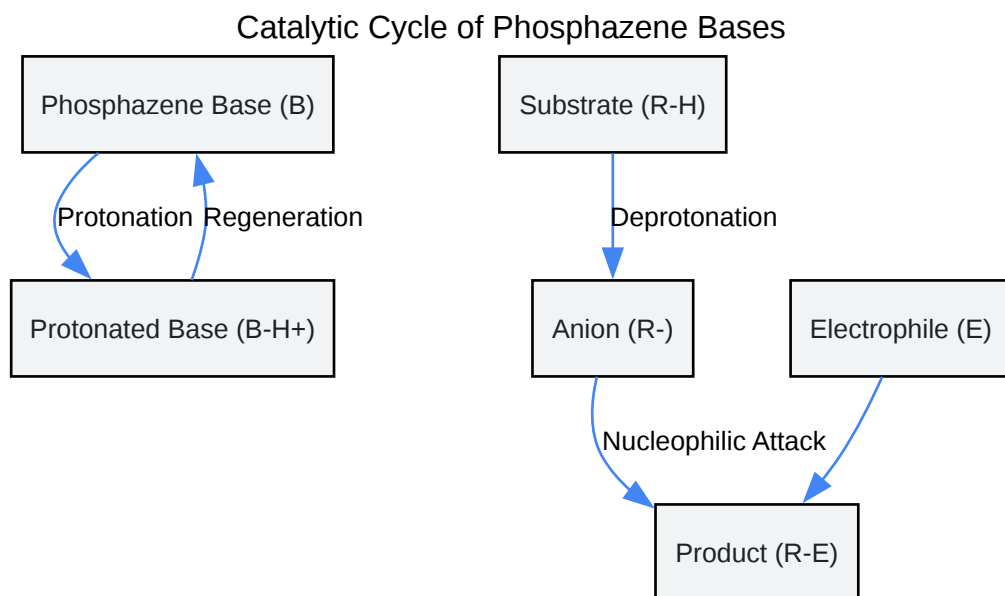 Catalytic Cycle of Phosphazene Bases
Phosphazene Base (B)
Substrate (R-H)
Protonation
Regeneration
Deprotonation
Protonated Base (B-H+)
Anion (R-)
Electrophile (E)
Nucleophilic Attack
Product (R-E)